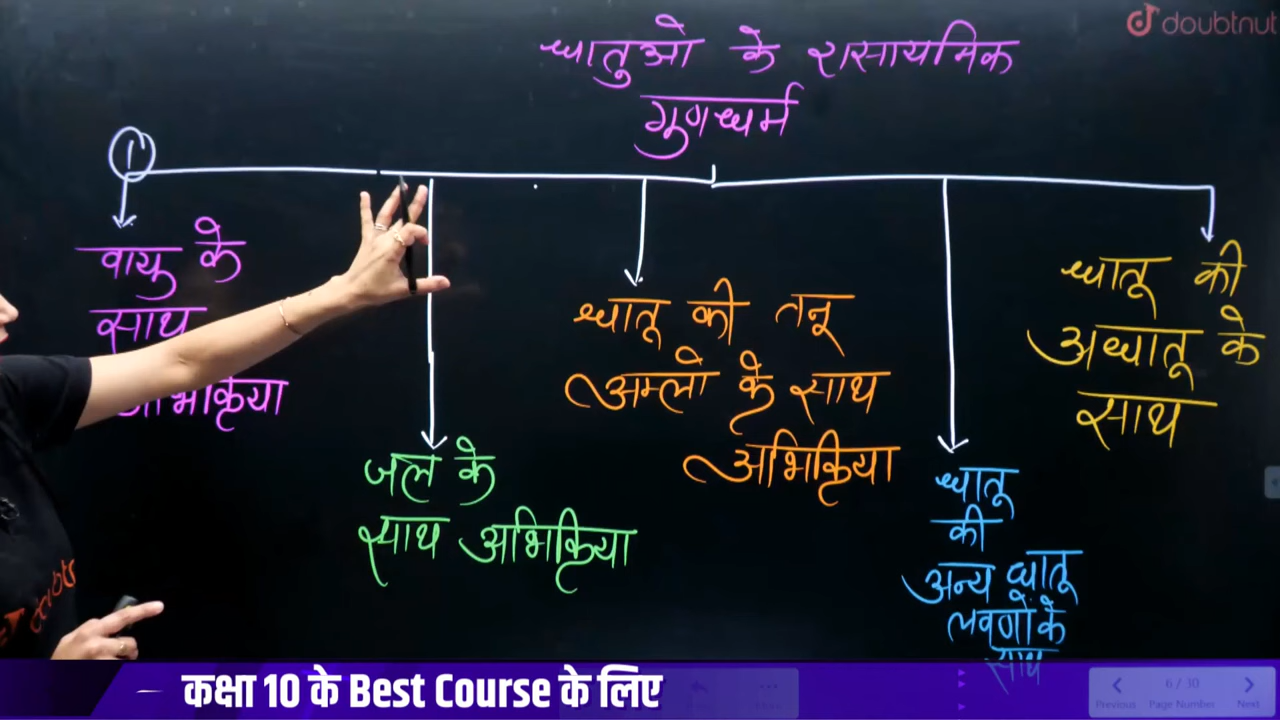 doubtnut
धातुओ के रासायनिक
गुणधर्म
1
वायु के
साथ
अभिक्रिया
जल के
साथ अभिक्रिया
धातू की तनू
अम्लो के साथ
अभिक्रिया
धातू
की
अन्य धातू
लवणों के
साथ
धातू की
अधातू के
साथ
कक्षा 10 के Best Course के लिए
6 / 30
Previous Page Number Next